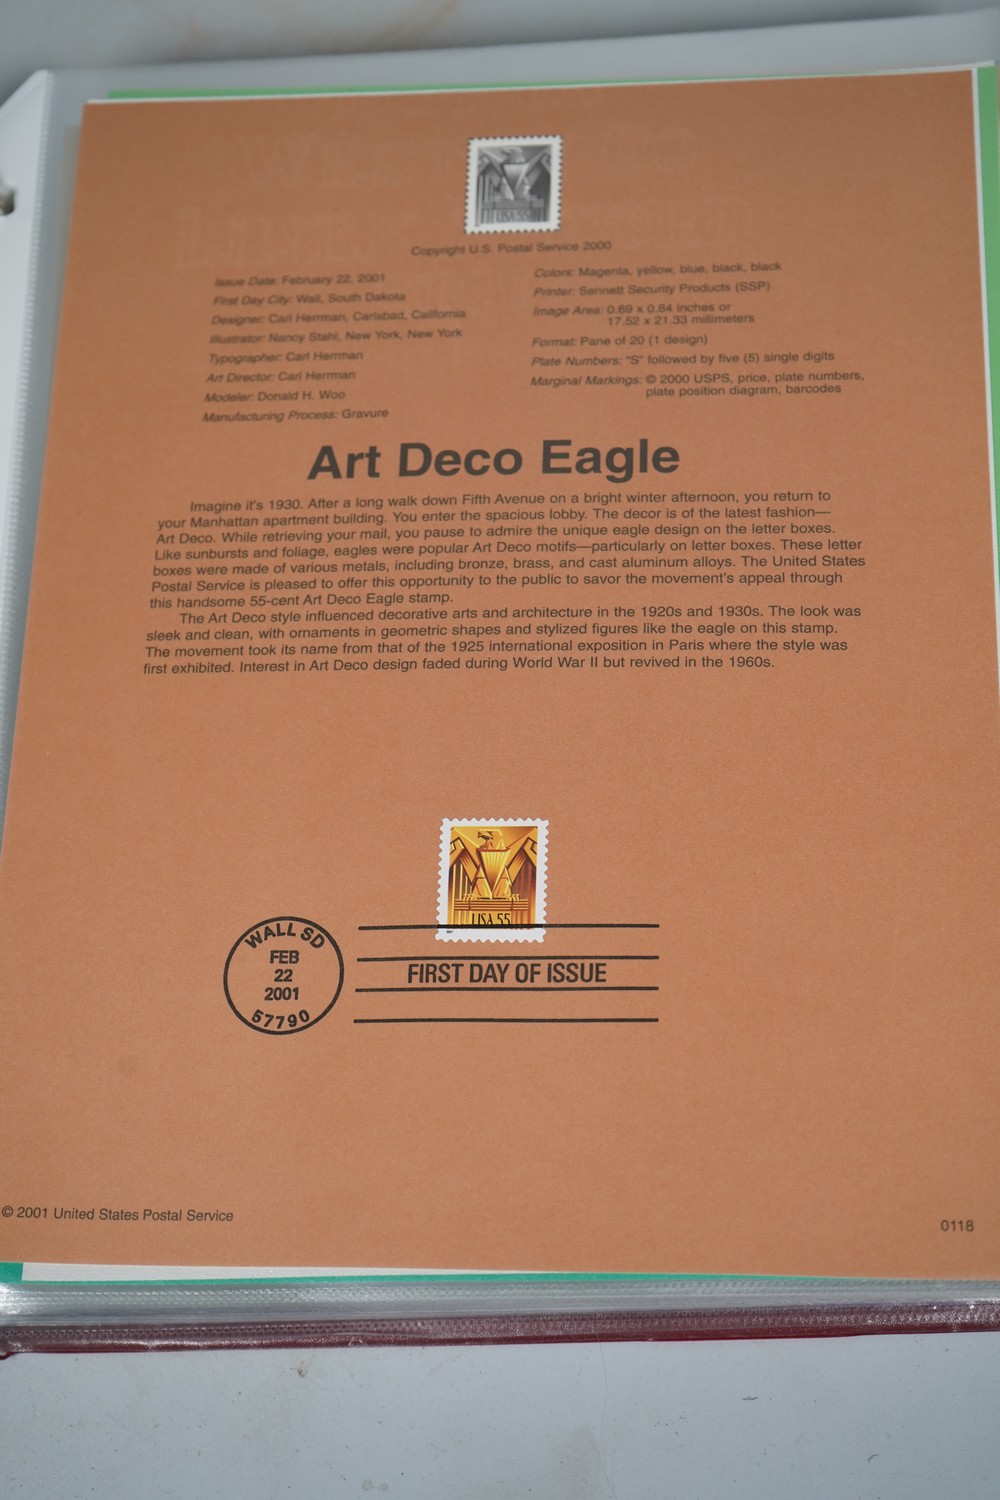 USA 55
Copyright U.S. Postal Service 2000
Issue Date: February 22, 2001
First Day City: Wall, South Dakota
Designer: Carl Herrman, Carlsbad, California
Illustrator: Nancy Stahl, New York, New York
Typographer: Carl Herrman
Art Director: Carl Herrman
Modeler: Donald H. Woo
Manufacturing Process: Gravure
Colors: Magenta, yellow, blue, black, black
Printer: Sennett Security Products (SSP)
Image Area: 0.69 x 0.84 inches or
17.52 x 21.33 millimeters
Format: Pane of 20 (1 design)
Plate Numbers: "S" followed by five (5) single digits
Marginal Markings: © 2000 USPS, price, plate numbers,
plate position diagram, barcodes
Art Deco Eagle
Imagine it's 1930. After a long walk down Fifth Avenue on a bright winter afternoon, you return to
your Manhattan apartment building. You enter the spacious lobby. The decor is of the latest fashion—
Art Deco. While retrieving your mail, you pause to admire the unique eagle design on the letter boxes.
Like sunbursts and foliage, eagles were popular Art Deco motifs—particularly on letter boxes. These letter
boxes were made of various metals, including bronze, brass, and cast aluminum alloys. The United States
Postal Service is pleased to offer this opportunity to the public to savor the movement's appeal through
this handsome 55-cent Art Deco Eagle stamp.
The Art Deco style influenced decorative arts and architecture in the 1920s and 1930s. The look was
sleek and clean, with ornaments in geometric shapes and stylized figures like the eagle on this stamp.
The movement took its name from that of the 1925 international exposition in Paris where the style was
first exhibited. Interest in Art Deco design faded during World War II but revived in the 1960s.
USA 55
WALL SD
FEB
22
2001
57790
FIRST DAY OF ISSUE
© 2001 United States Postal Service
0118